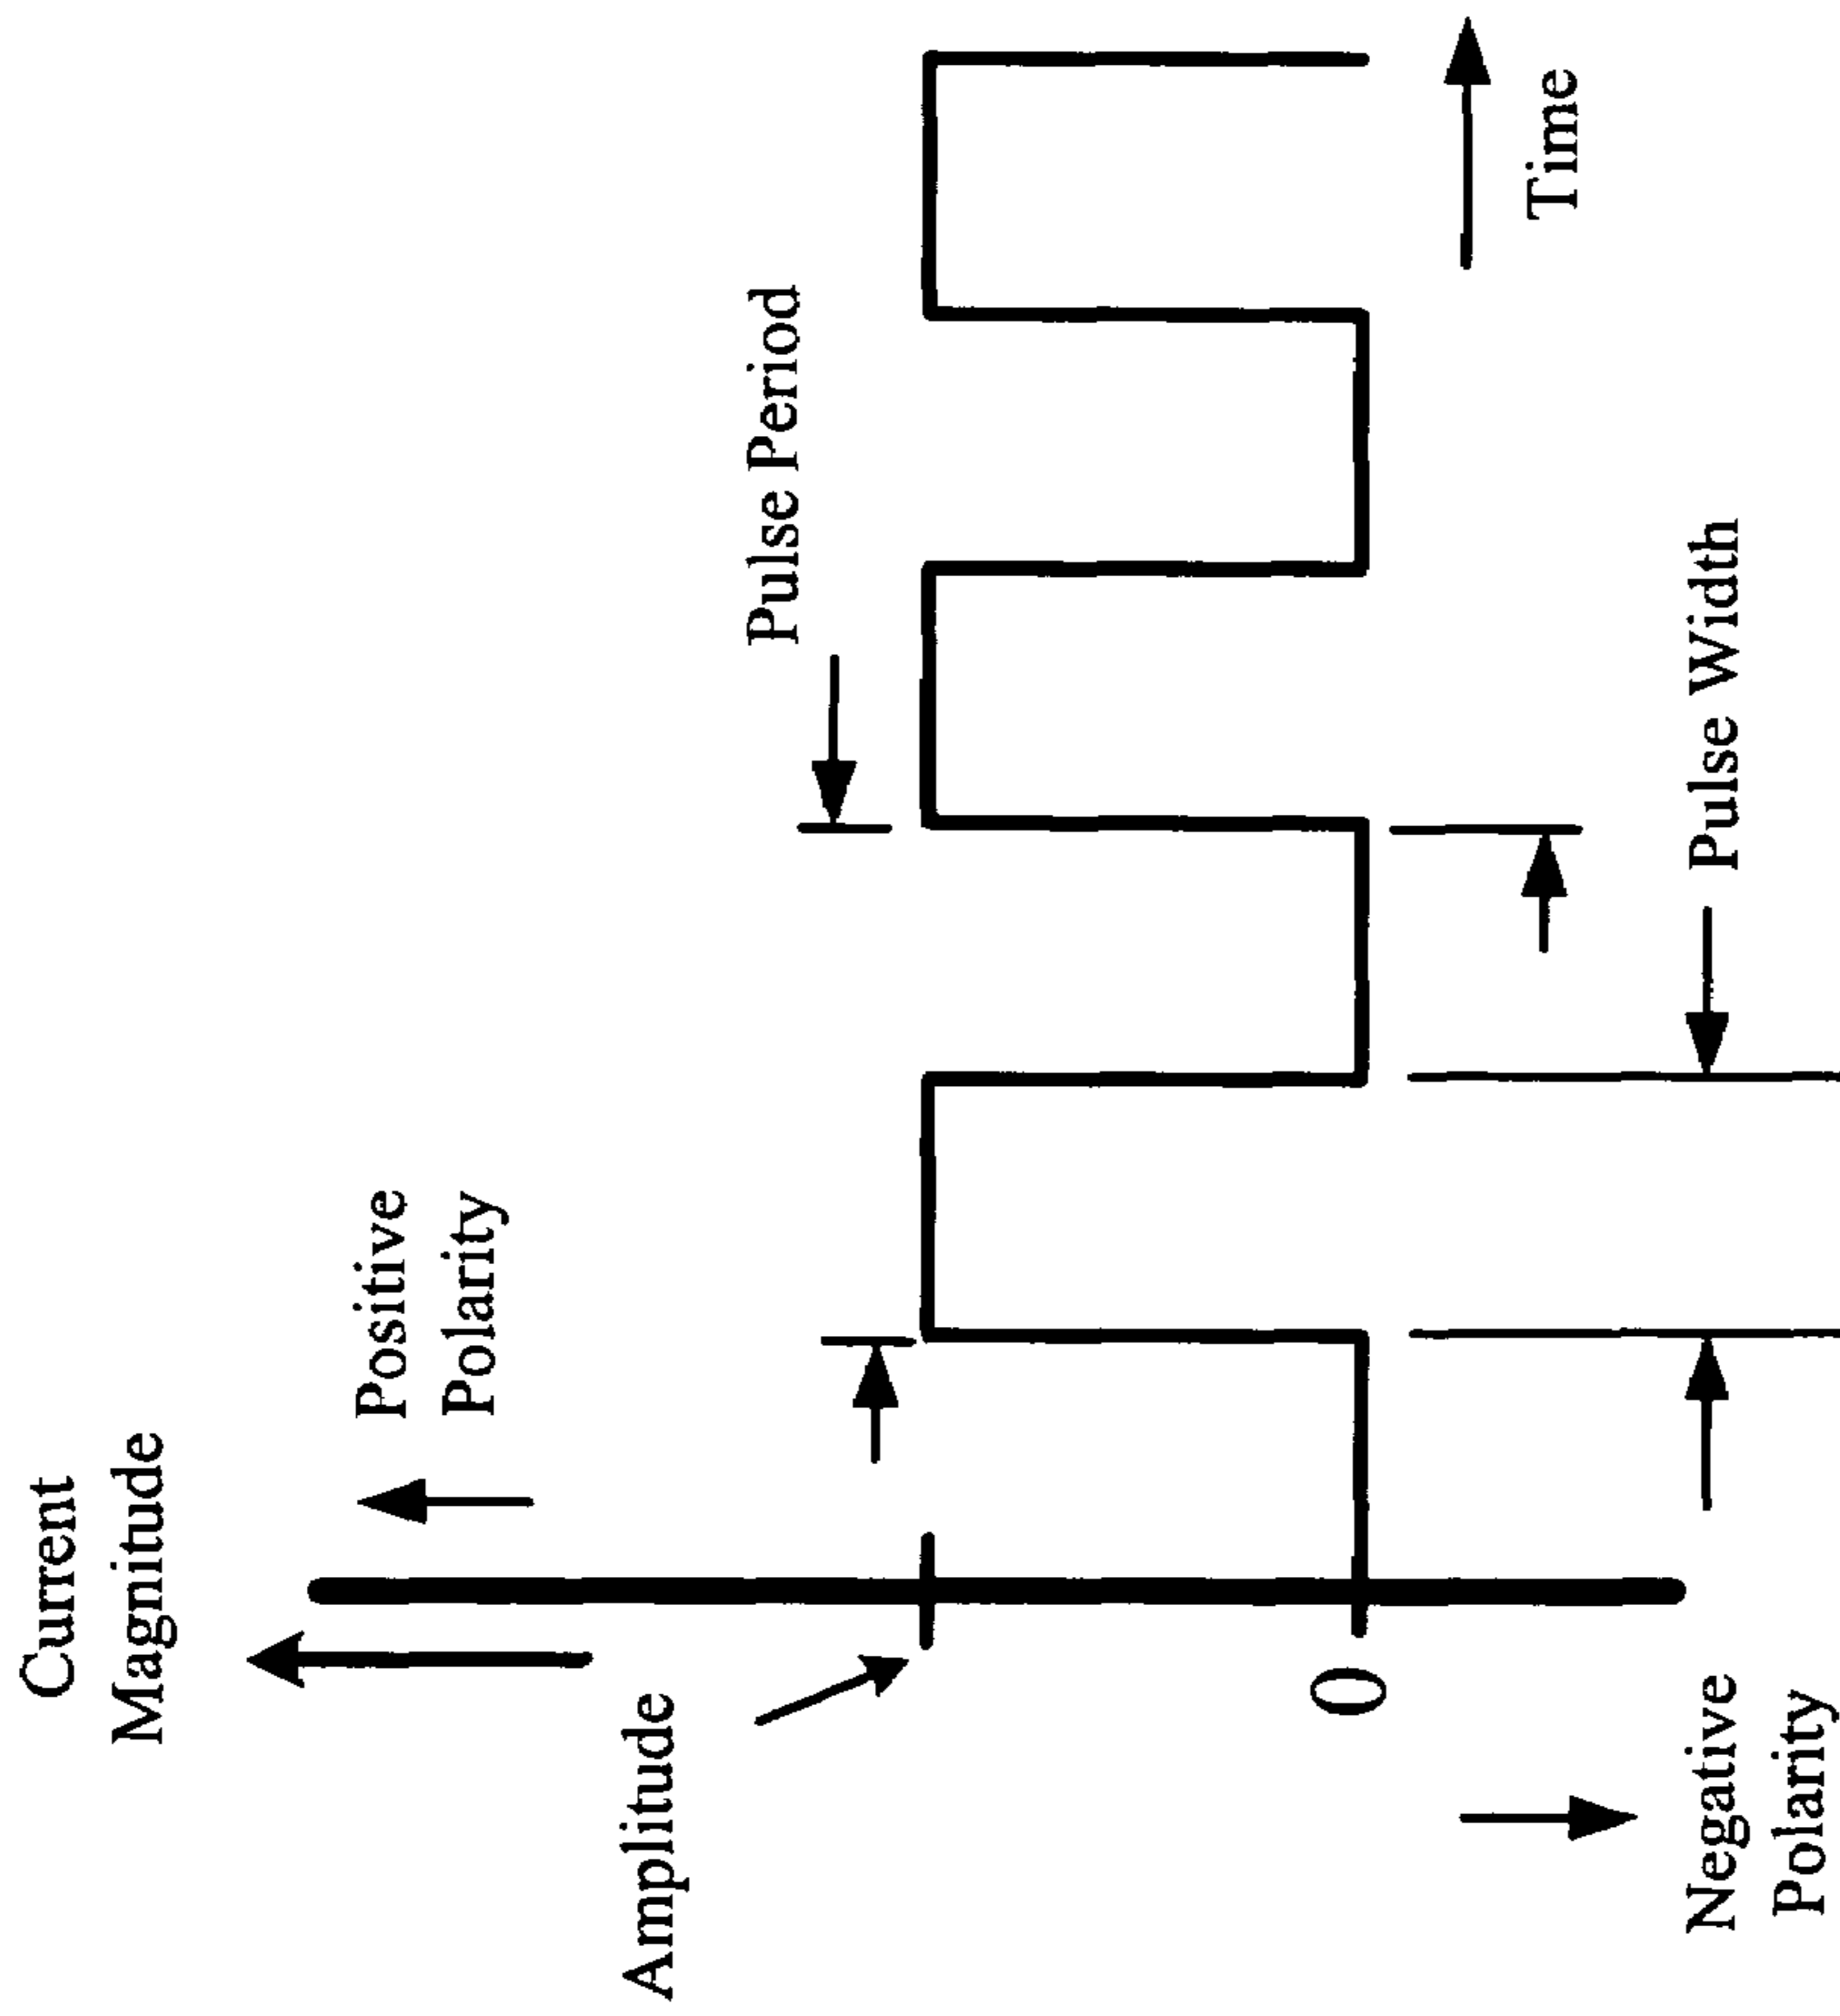 Current
Magnitude
Positive
Polarity
Amplitude
Pulse Period
0
Time
Negative
Polarity
Pulse Width